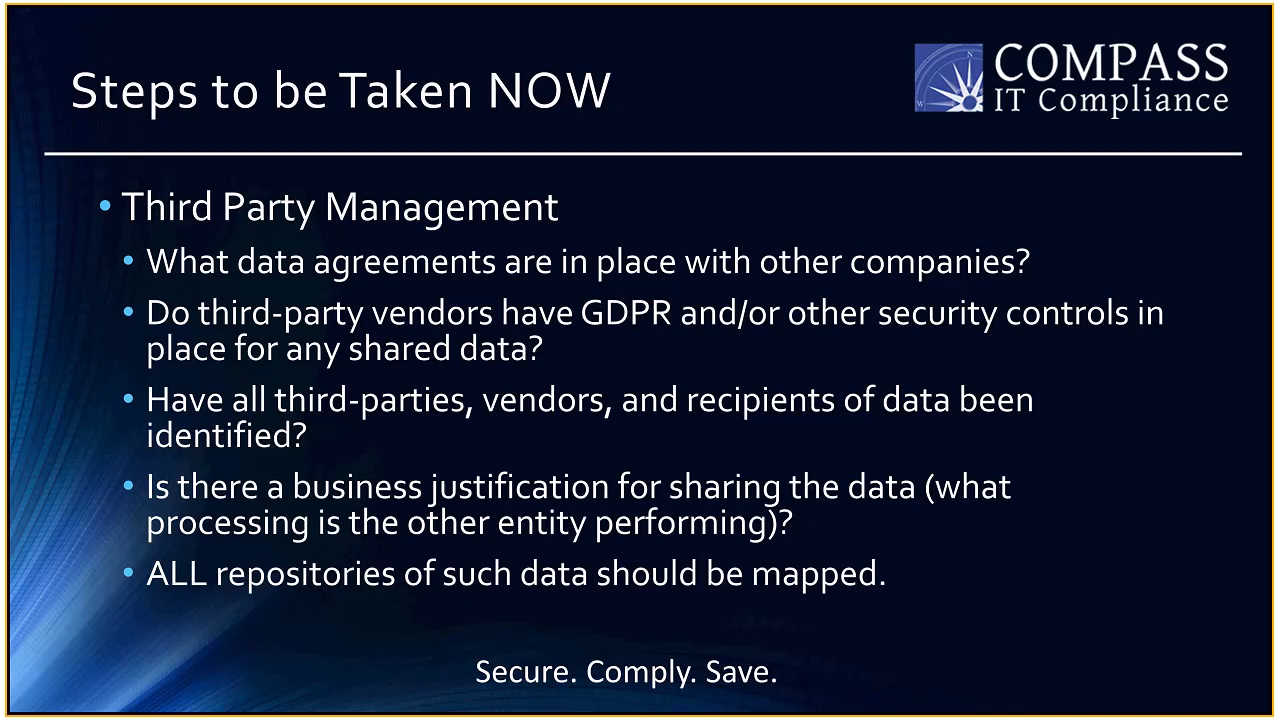 Steps to be Taken NOW
COMPASS
IT Compliance
N
W
• Third Party Management
• What data agreements are in place with other companies?
• Do third-party vendors have GDPR and/or other security controls in
place for any shared data?
• Have all third-parties, vendors, and recipients of data been
identified?
• Is there a business justification for sharing the data (what
processing is the other entity performing)?
• ALL repositories of such data should be mapped.
Secure. Comply. Save.